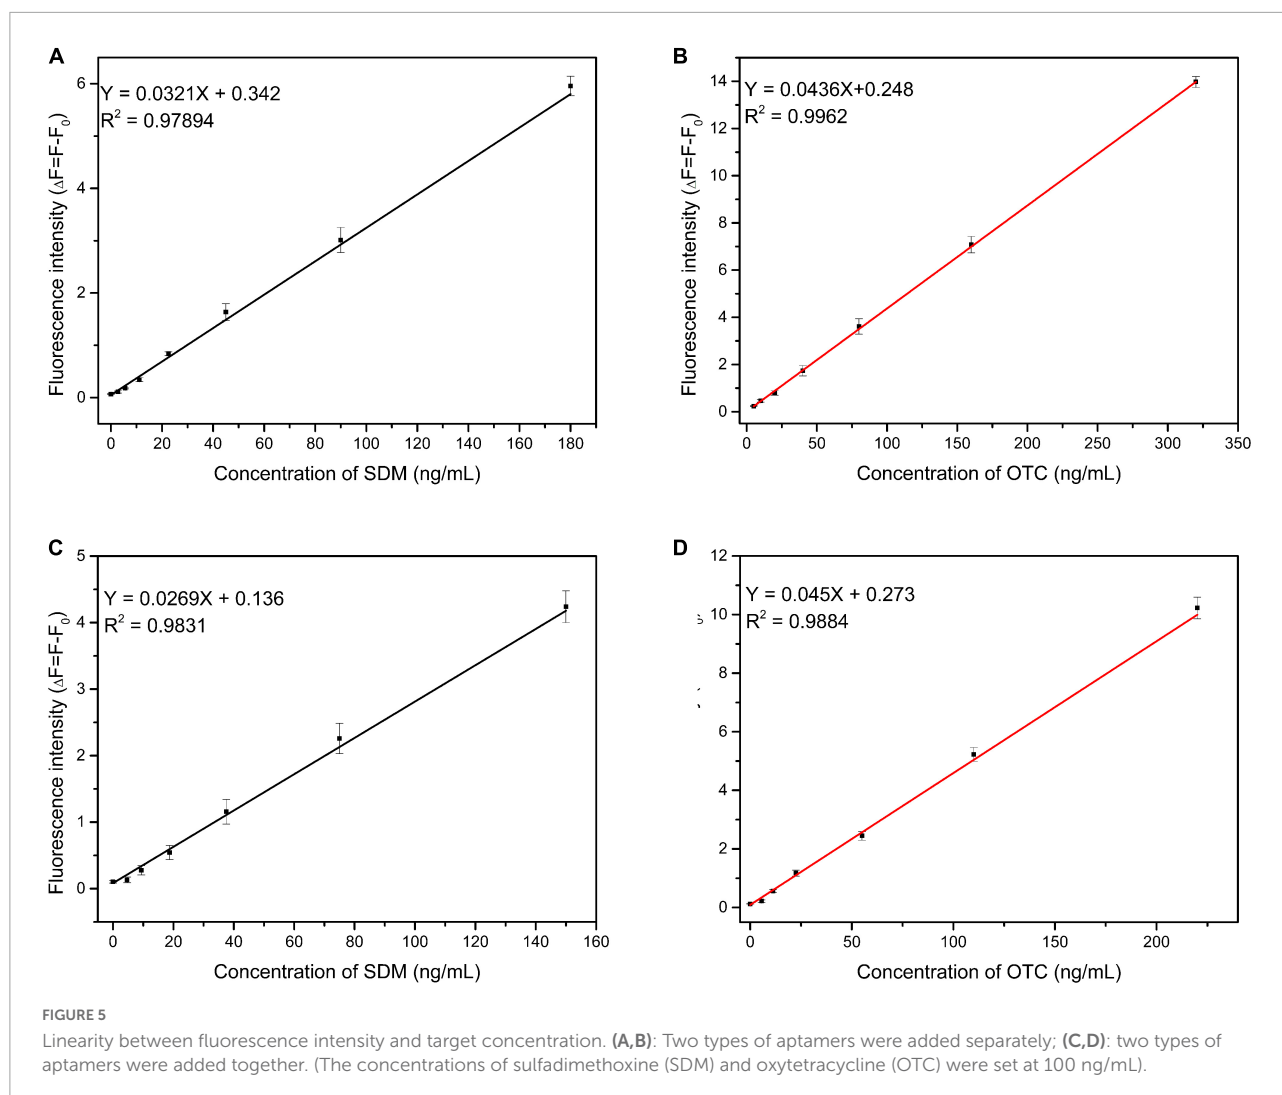 A
Y = 0.0321X + 0.342
R² = 0.97894
Fluorescence intensity (ΔF=F-F₀)
6
4
2
0
0 20 40 60 80 100 120 140 160 180
Concentration of SDM (ng/mL)
B
Y = 0.0436X+0.248
R² = 0.9962
Fluorescence intensity (ΔF=F-F₀)
14
12
10
8
6
4
2
0
0 50 100 150 200 250 300 350
Concentration of OTC (ng/mL)
C
Y = 0.0269X + 0.136
R² = 0.9831
Fluorescence intensity (ΔF=F-F₀)
5
4
3
2
1
0
0 20 40 60 80 100 120 140 160
Concentration of SDM (ng/mL)
D
Y = 0.045X + 0.273
R² = 0.9884
12
10
8
6
4
2
0
0 50 100 150 200
Concentration of OTC (ng/mL)
FIGURE 5
Linearity between fluorescence intensity and target concentration. (A,B): Two types of aptamers were added separately; (C,D): two types of
aptamers were added together. (The concentrations of sulfadimethoxine (SDM) and oxytetracycline (OTC) were set at 100 ng/mL).